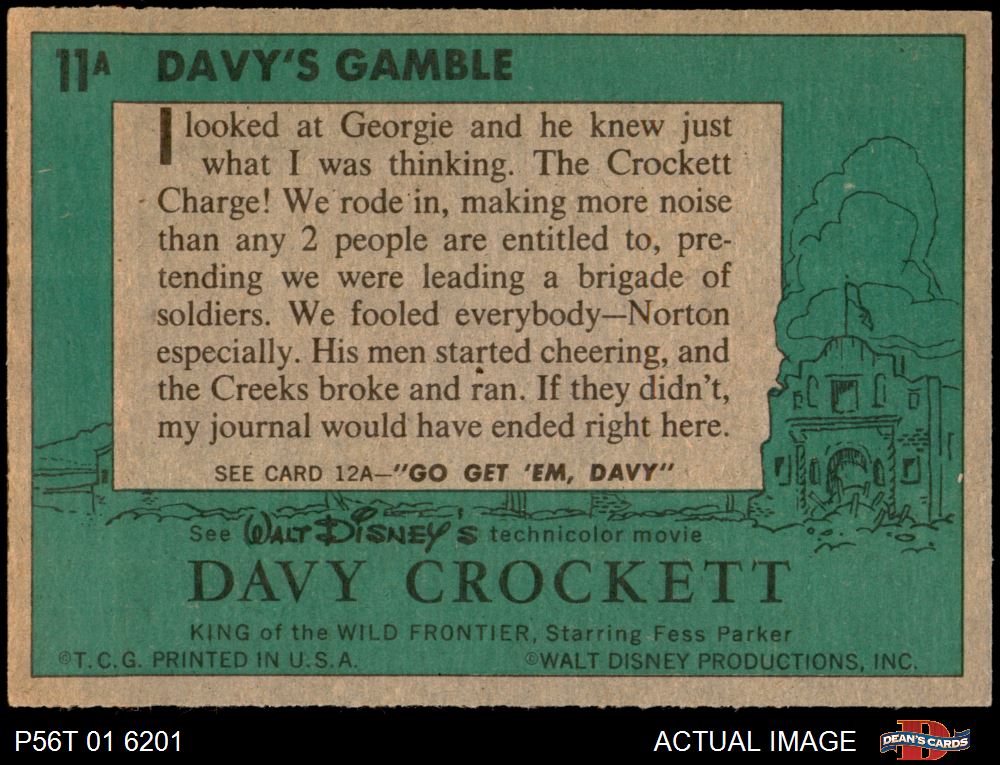 11A DAVY'S GAMBLE
I looked at Georgie and he knew just
what I was thinking. The Crockett
Charge! We rode in, making more noise
than any 2 people are entitled to, pre-
tending we were leading a brigade of
soldiers. We fooled everybody—Norton
especially. His men started cheering, and
the Creeks broke and ran. If they didn't,
my journal would have ended right here.
SEE CARD 12A—"GO GET 'EM, DAVY"
See WALT DISNEY'S technicolor movie
DAVY CROCKETT
KING of the WILD FRONTIER, Starring Fess Parker
©T.C.G. PRINTED IN U.S.A. ©WALT DISNEY PRODUCTIONS, INC.
P56T 01 6201 ACTUAL IMAGE D DEAN'S CARDS